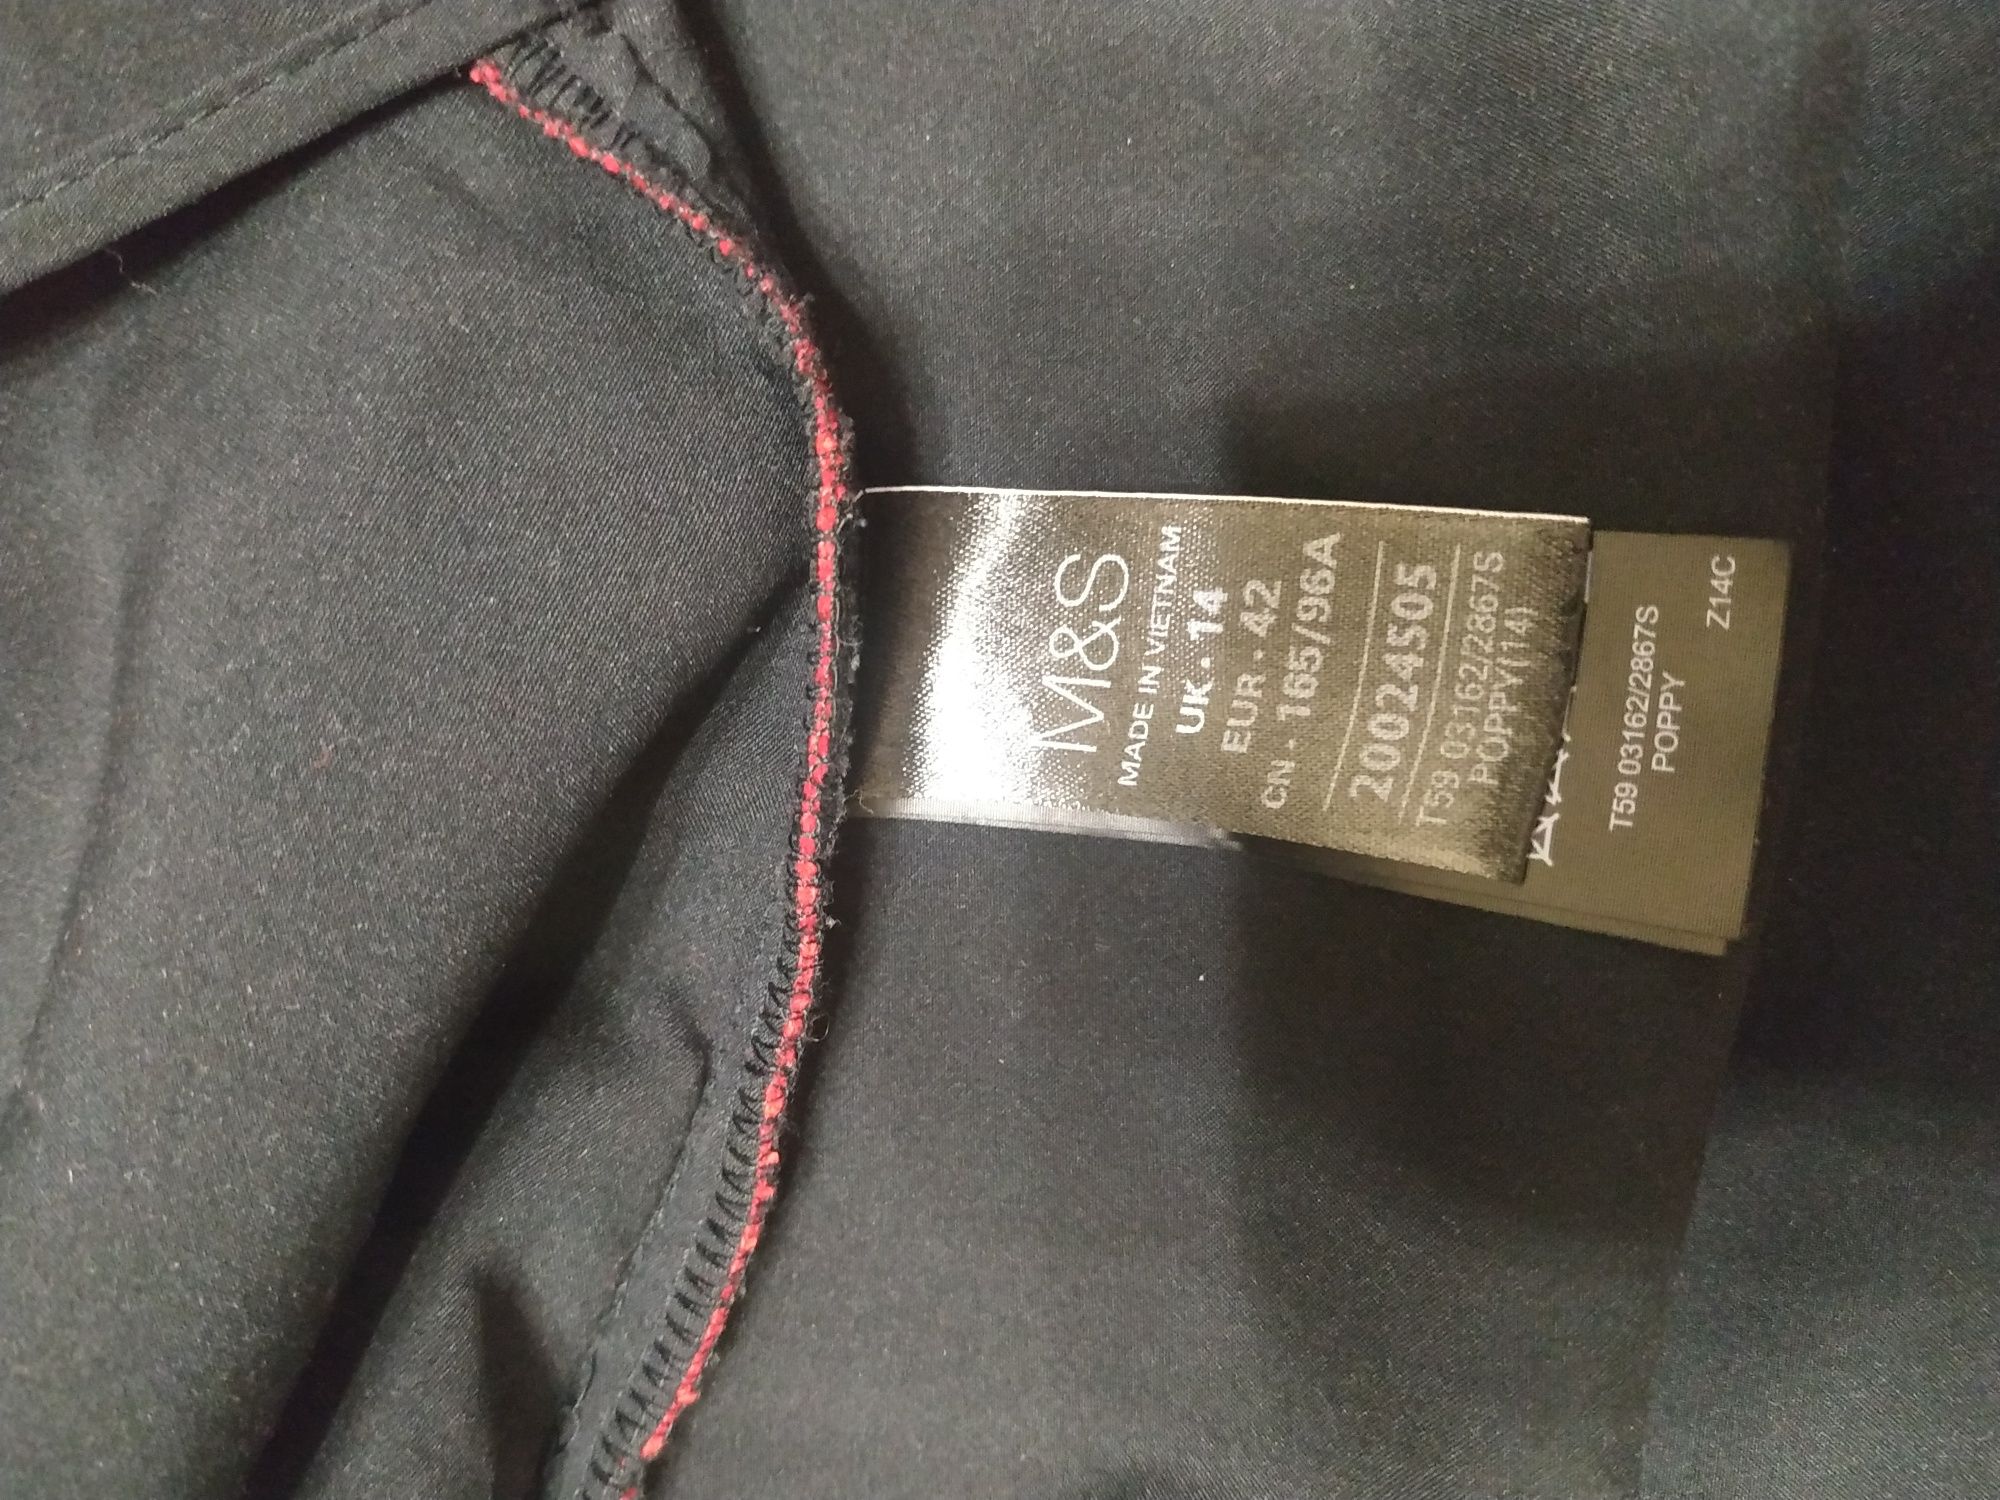 M&S
MADE IN VIETNAM
UK - 14
EUR - 42
CN - 165/96A
20024505
T59 03162/2867S
POPPY(14)
T59 03162/2867S
POPPY
Z14C